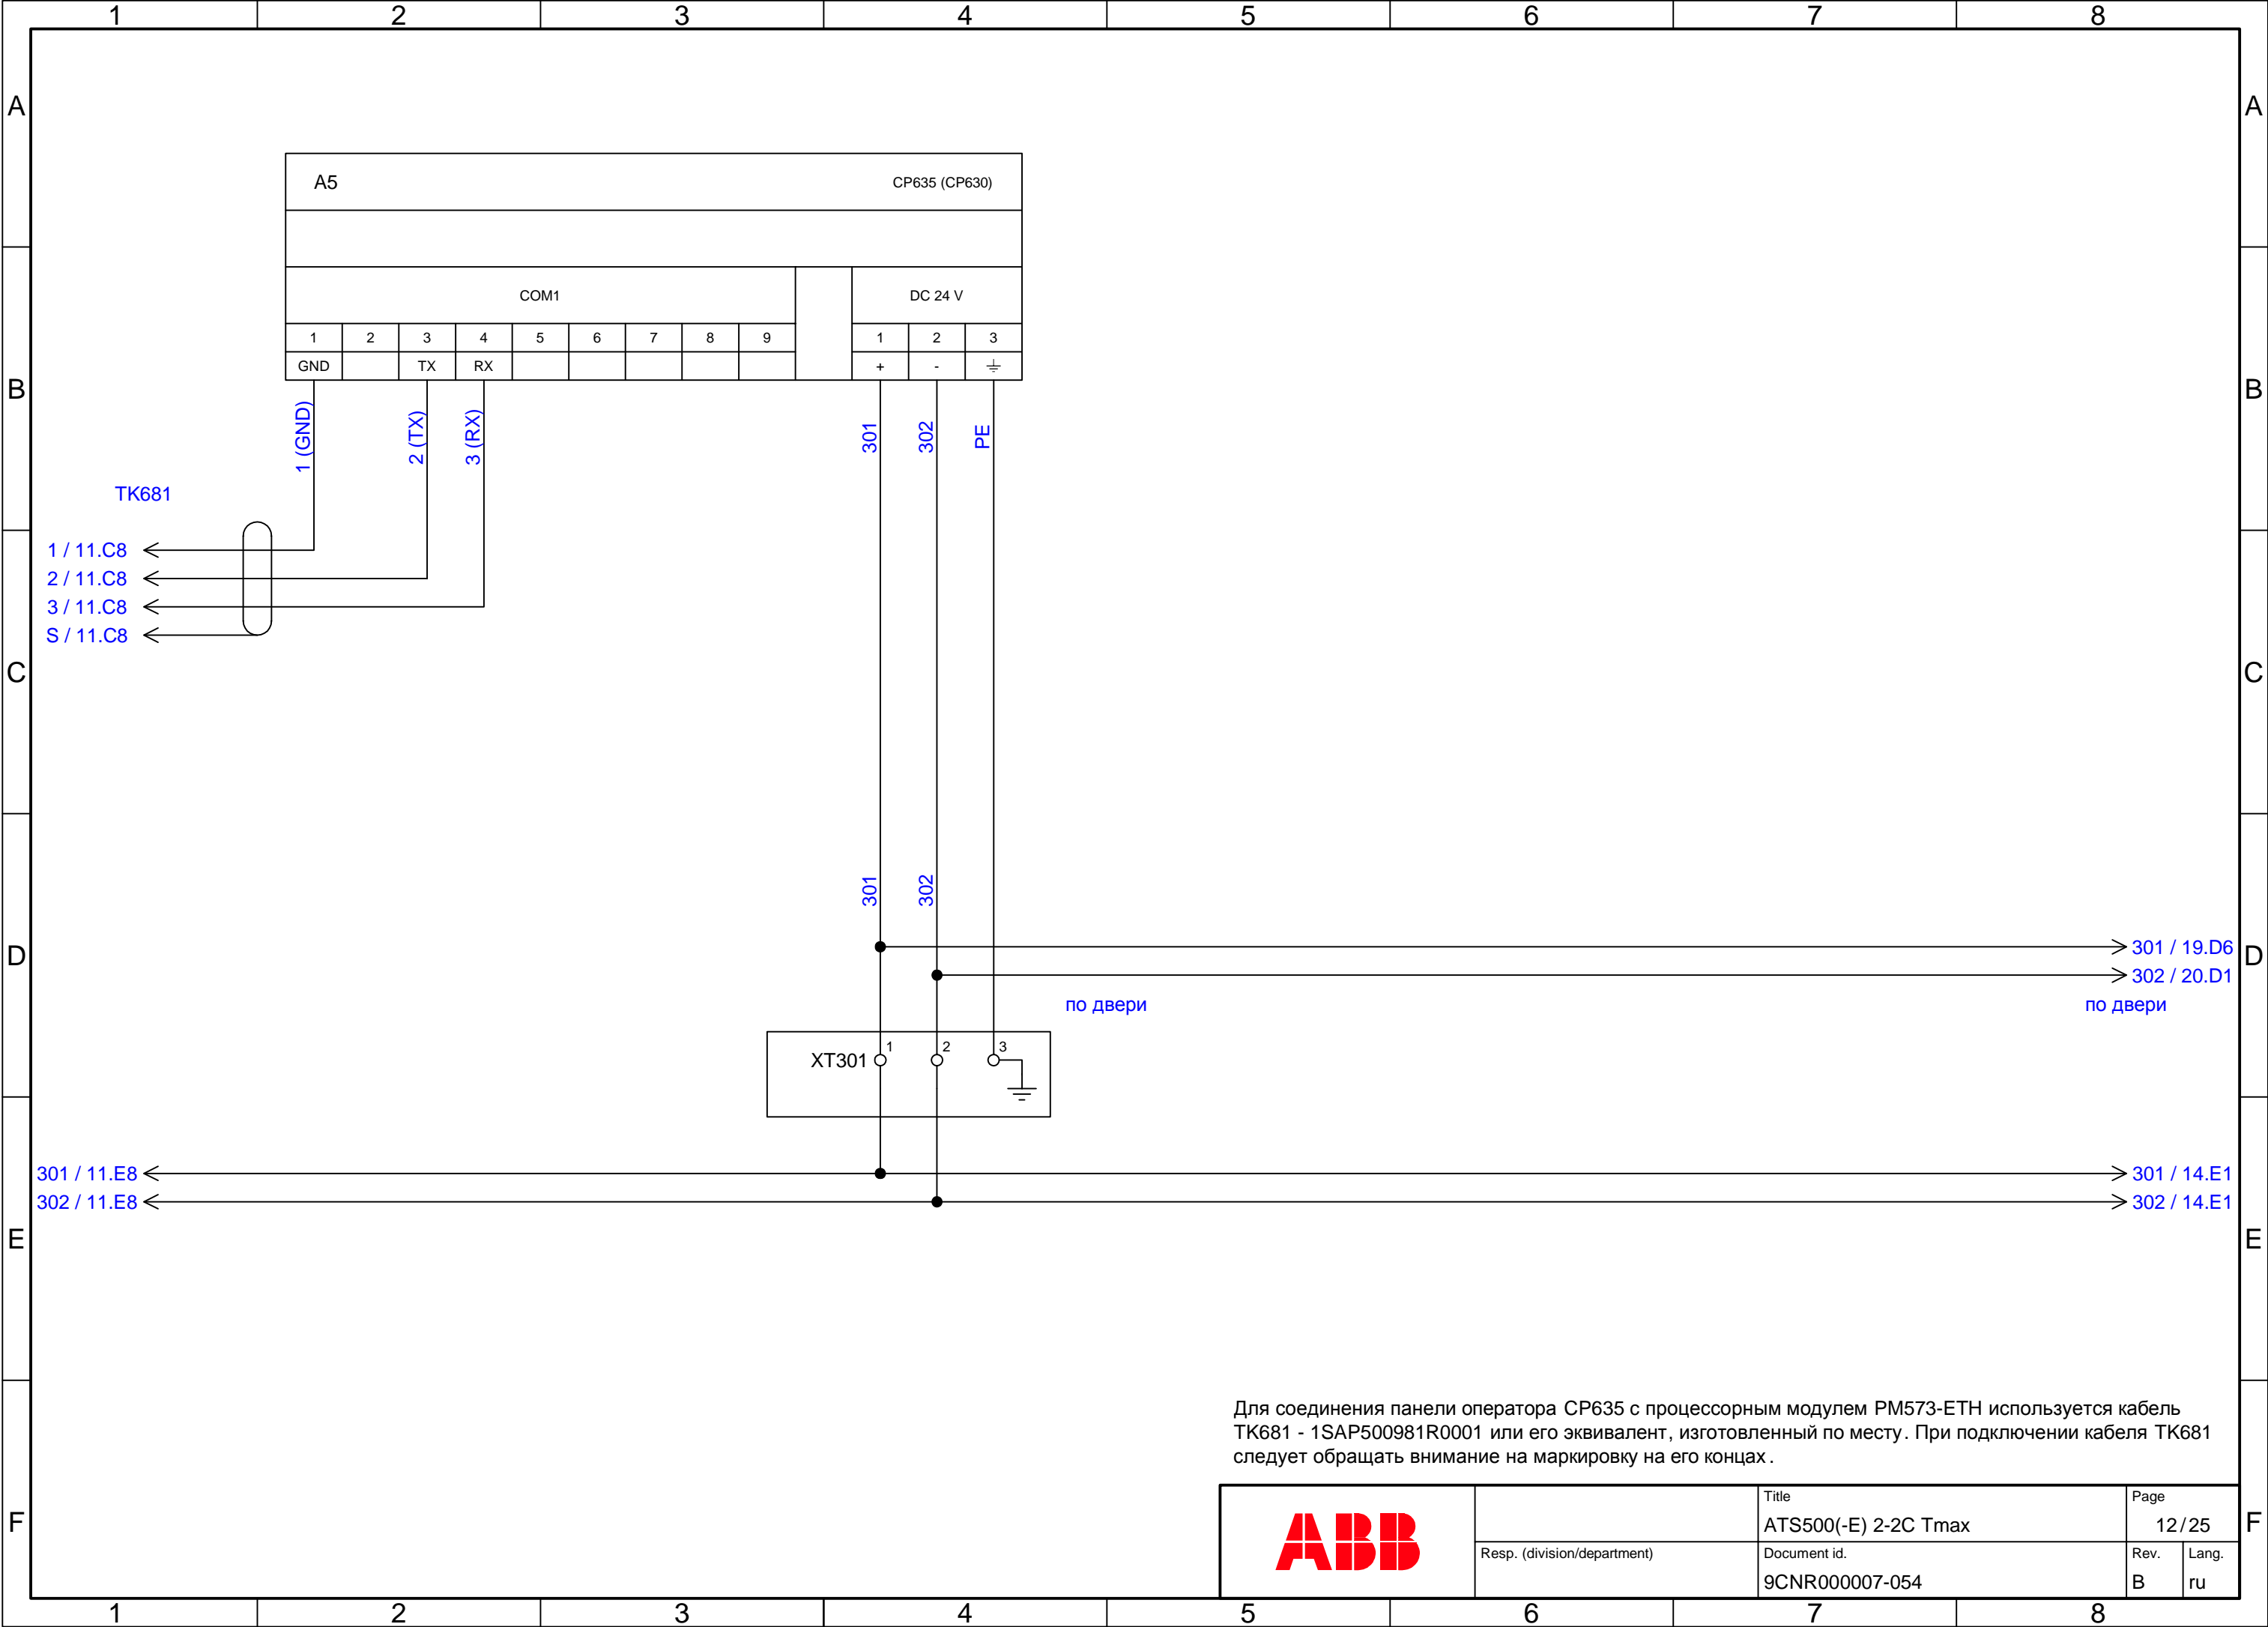 1 2 3 4 5 6 7 8
A A
A5 CP635 (CP630)
COM1 DC 24 V
1 2 3 4 5 6 7 8 9 1 2 3
GND TX RX + -
B B
1 (GND) 2 (TX) 3 (RX) 301 302 PE
TK681
1 / 11.C8
2 / 11.C8
3 / 11.C8
S / 11.C8
C C
301 302
D D
301 / 19.D6
302 / 20.D1
по двери по двери
XT301 1 2 3
301 / 11.E8 301 / 14.E1
302 / 11.E8 302 / 14.E1
E E
Для соединения панели оператора CP635 с процессорным модулем PM573-ETH используется кабель
TK681 - 1SAP500981R0001 или его эквивалент, изготовленный по месту. При подключении кабеля TK681
следует обращать внимание на маркировку на его концах.
F F
ABB
Title Page
ATS500(-E) 2-2C Tmax 12/25
Resp. (division/department) Document id. Rev. Lang.
9CNR000007-054 B ru
1 2 3 4 5 6 7 8